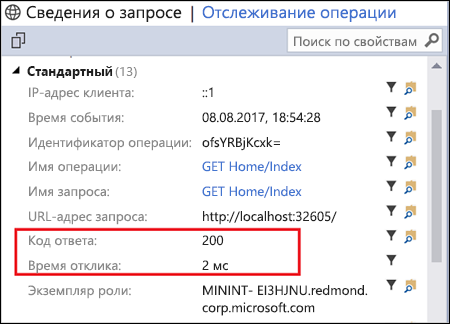 Сведения о запросе | Отслеживание операции
Поиск по свойствам
Стандартный (13)
IP-адрес клиента: ::1
Время события: 08.08.2017, 18:54:28
Идентификатор операции: ofsYRBjKcxk=
Имя операции: GET Home/Index
Имя запроса: GET Home/Index
URL-адрес запроса: http://localhost:32605/
Код ответа: 200
Время отклика: 2 мс
Экземпляр роли: MININT- EI3HJNU.redmond.
corp.microsoft.com